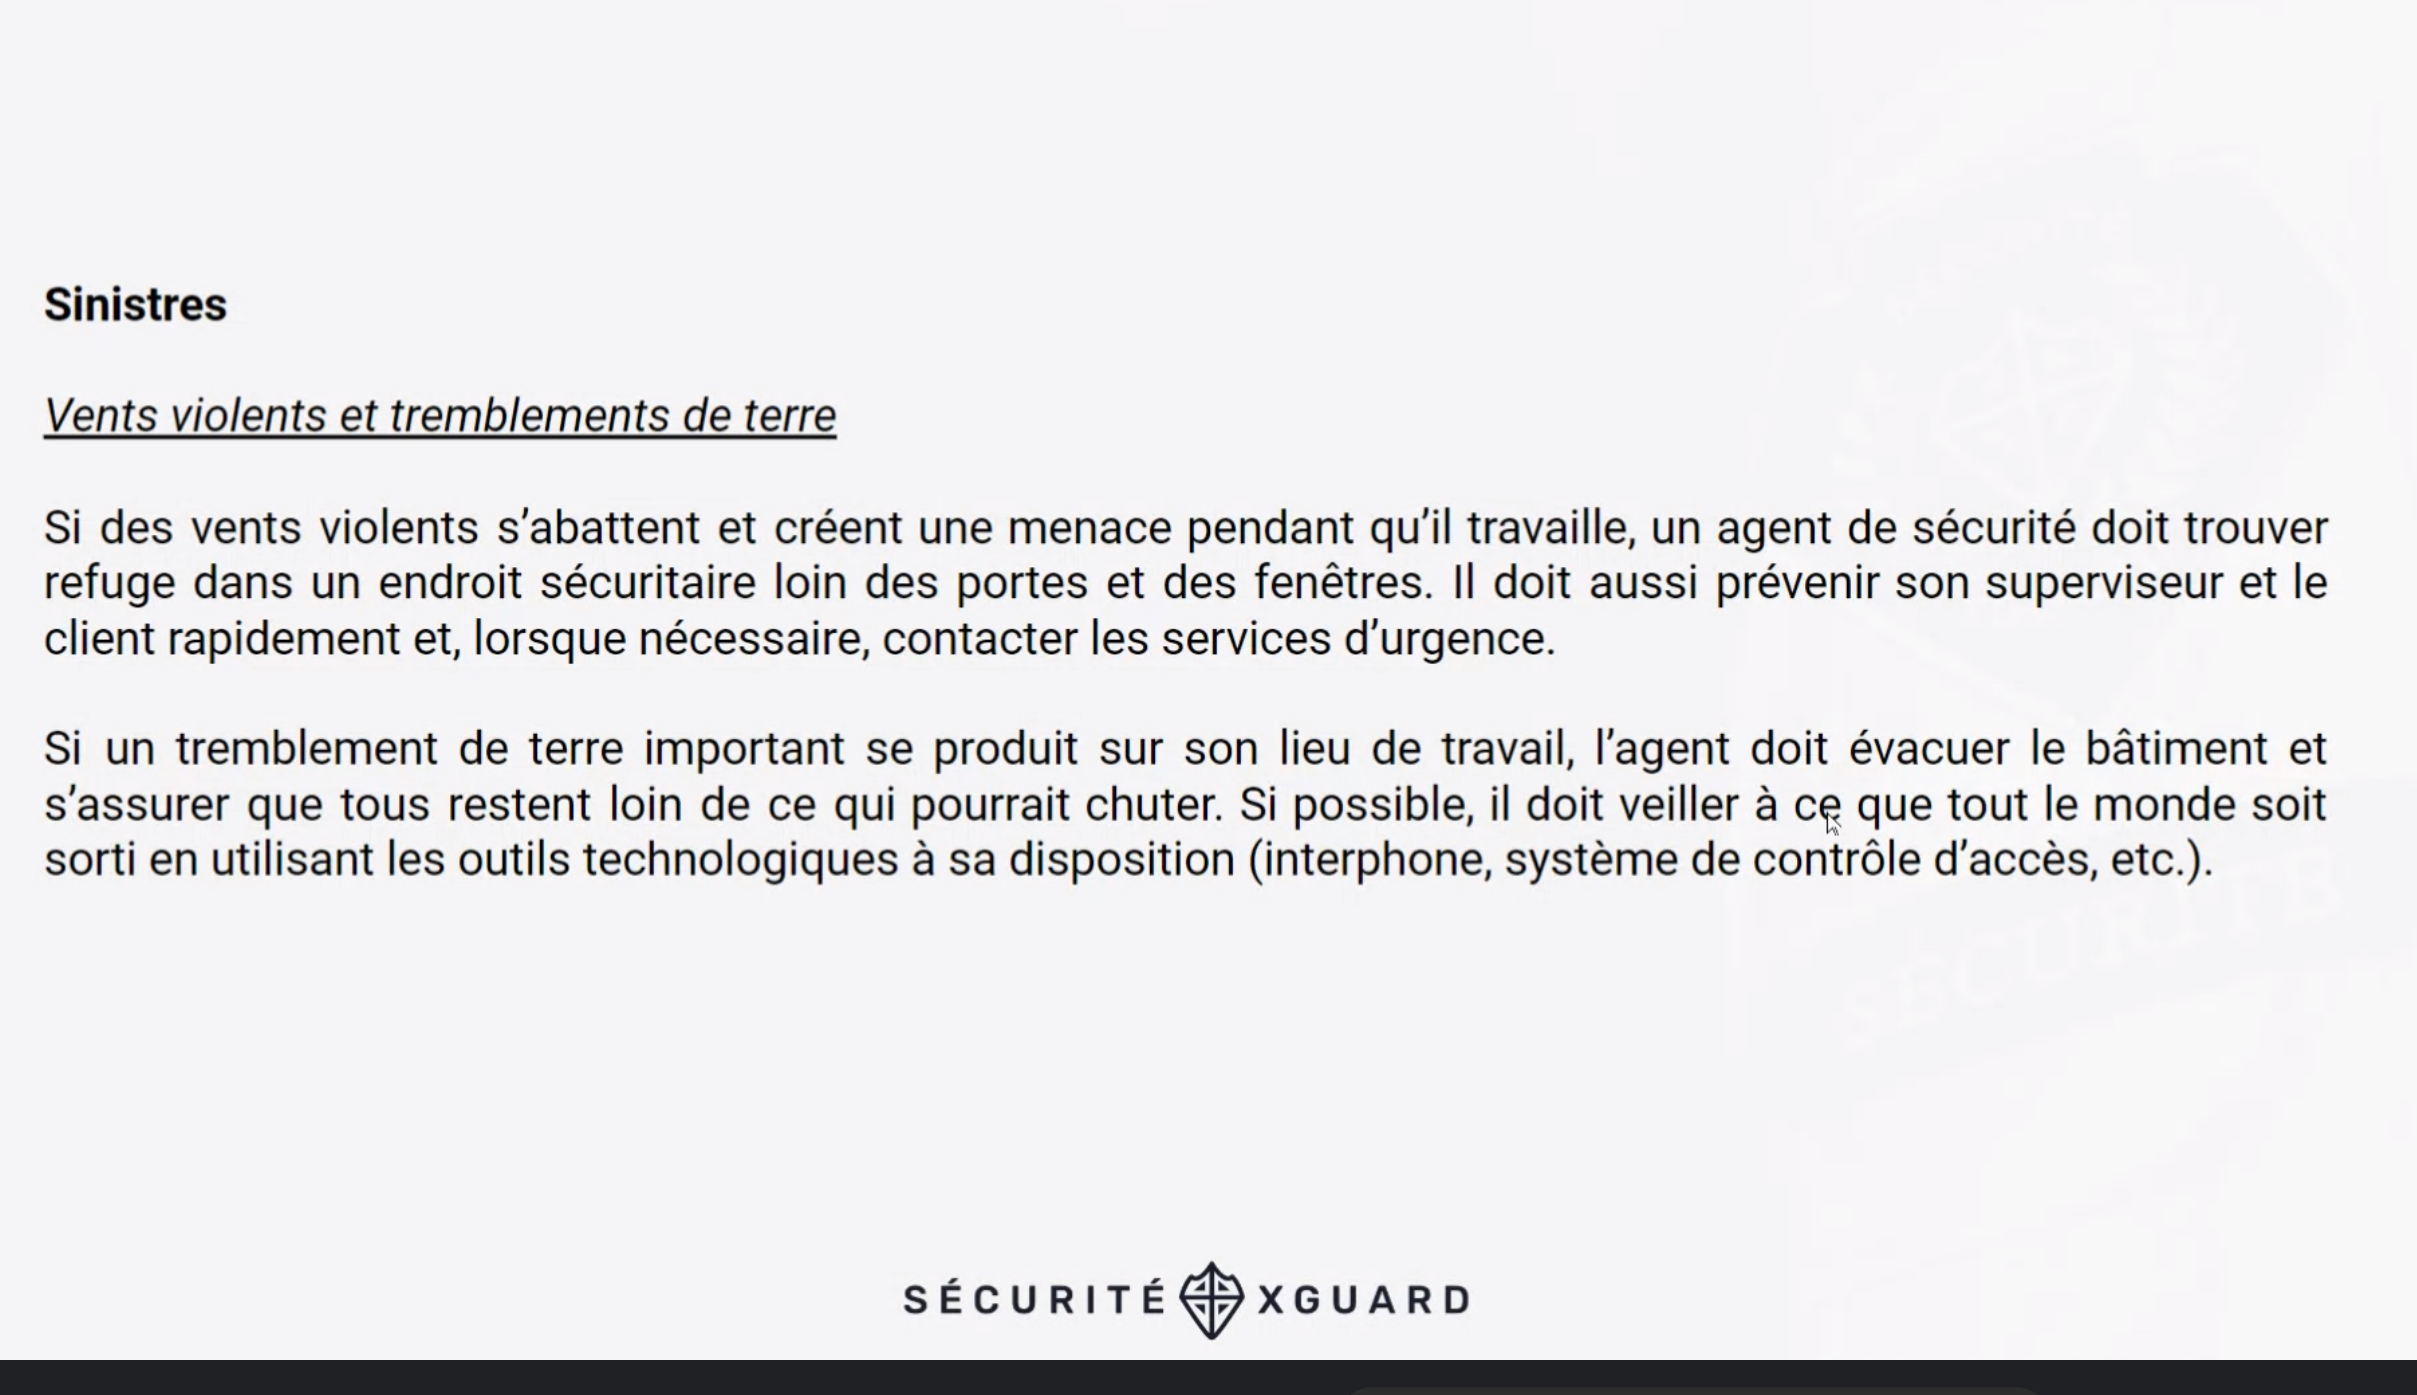 Sinistres
Vents violents et tremblements de terre
Si des vents violents s’abattent et créent une menace pendant qu’il travaille, un agent de sécurité doit trouver
refuge dans un endroit sécuritaire loin des portes et des fenêtres. Il doit aussi prévenir son superviseur et le
client rapidement et, lorsque nécessaire, contacter les services d’urgence.
Si un tremblement de terre important se produit sur son lieu de travail, l’agent doit évacuer le bâtiment et
s’assurer que tous restent loin de ce qui pourrait chuter. Si possible, il doit veiller à ce que tout le monde soit
sorti en utilisant les outils technologiques à sa disposition (interphone, système de contrôle d’accès, etc.).
SÉCURITÉ
SÉCURITÉ XGUARD